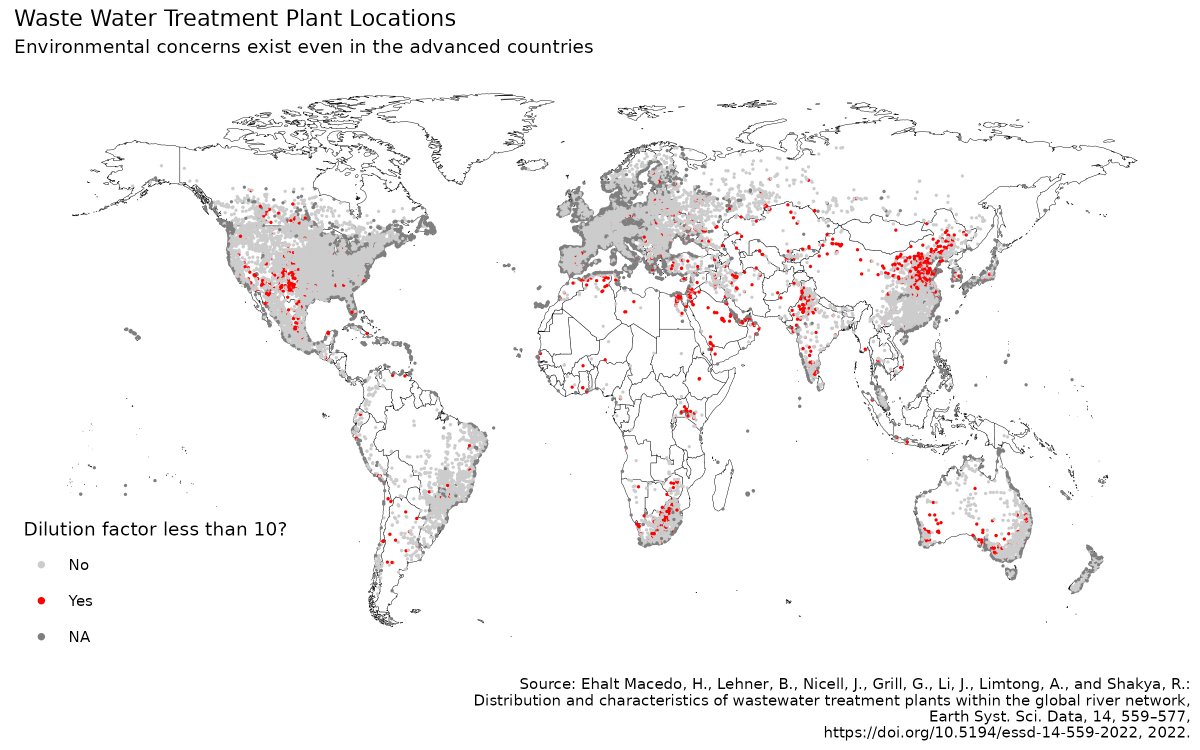 Waste Water Treatment Plant Locations
Environmental concerns exist even in the advanced countries
Dilution factor less than 10?
No
Yes
NA
Source: Ehalt Macedo, H., Lehner, B., Nicell, J., Grill, G., Li, J., Limtong, A., and Shakya, R.:
Distribution and characteristics of wastewater treatment plants within the global river network,
Earth Syst. Sci. Data, 14, 559–577,
https://doi.org/10.5194/essd-14-559-2022, 2022.